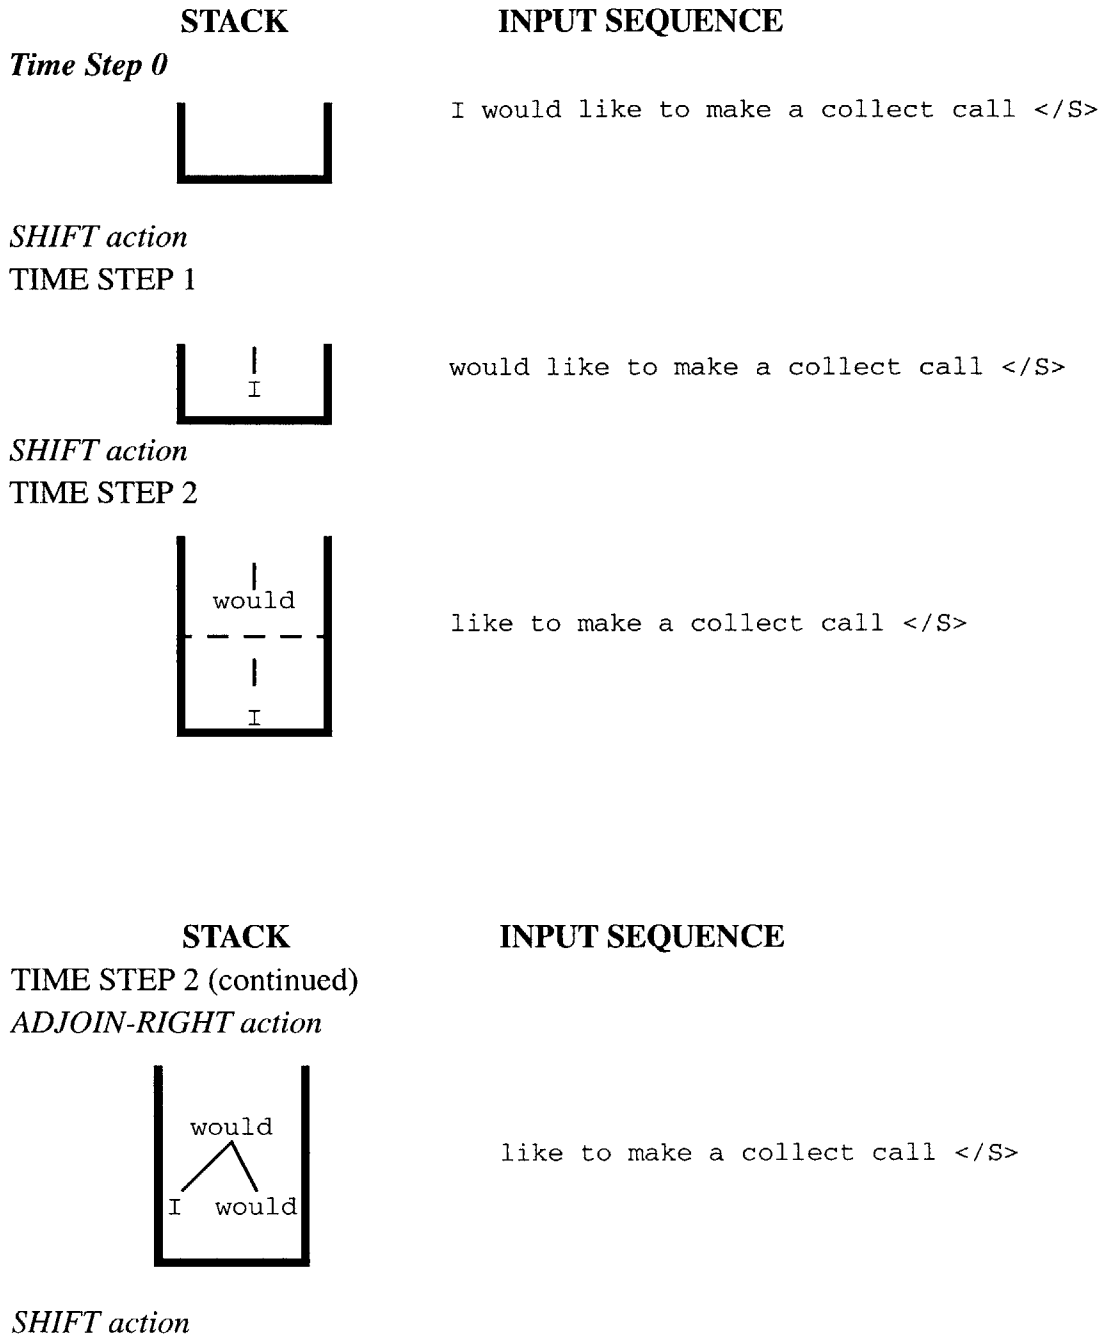 STACK INPUT SEQUENCE
Time Step 0
I would like to make a collect call </S>
SHIFT action
TIME STEP 1
I
would like to make a collect call </S>
SHIFT action
TIME STEP 2
would
like to make a collect call </S>
I
STACK INPUT SEQUENCE
TIME STEP 2 (continued)
ADJOIN-RIGHT action
would
like to make a collect call </S>
I would
SHIFT action